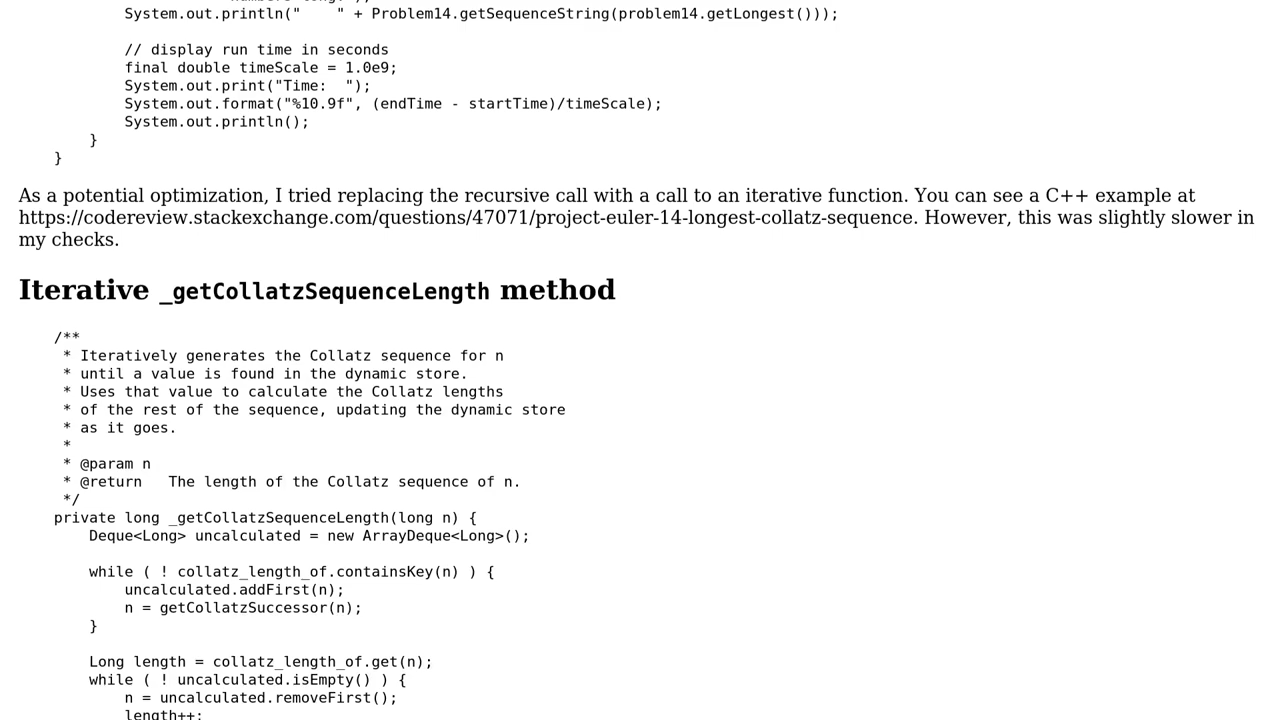 System.out.println("    " + Problem14.getSequenceString(problem14.getLongest()));
// display run time in seconds
final double timeScale = 1.0e9;
System.out.print("Time:  ");
System.out.format("%10.9f", (endTime - startTime)/timeScale);
System.out.println();
}
}
As a potential optimization, I tried replacing the recursive call with a call to an iterative function. You can see a C++ example at
https://codereview.stackexchange.com/questions/47071/project-euler-14-longest-collatz-sequence. However, this was slightly slower in
my checks.
Iterative _getCollatzSequenceLength method
/**
* Iteratively generates the Collatz sequence for n
* until a value is found in the dynamic store.
* Uses that value to calculate the Collatz lengths
* of the rest of the sequence, updating the dynamic store
* as it goes.
*
* @param n
* @return   The length of the Collatz sequence of n.
*/
private long _getCollatzSequenceLength(long n) {
Deque<Long> uncalculated = new ArrayDeque<Long>();
while ( ! collatz_length_of.containsKey(n) ) {
uncalculated.addFirst(n);
n = getCollatzSuccessor(n);
}
Long length = collatz_length_of.get(n);
while ( ! uncalculated.isEmpty() ) {
n = uncalculated.removeFirst();
length++;